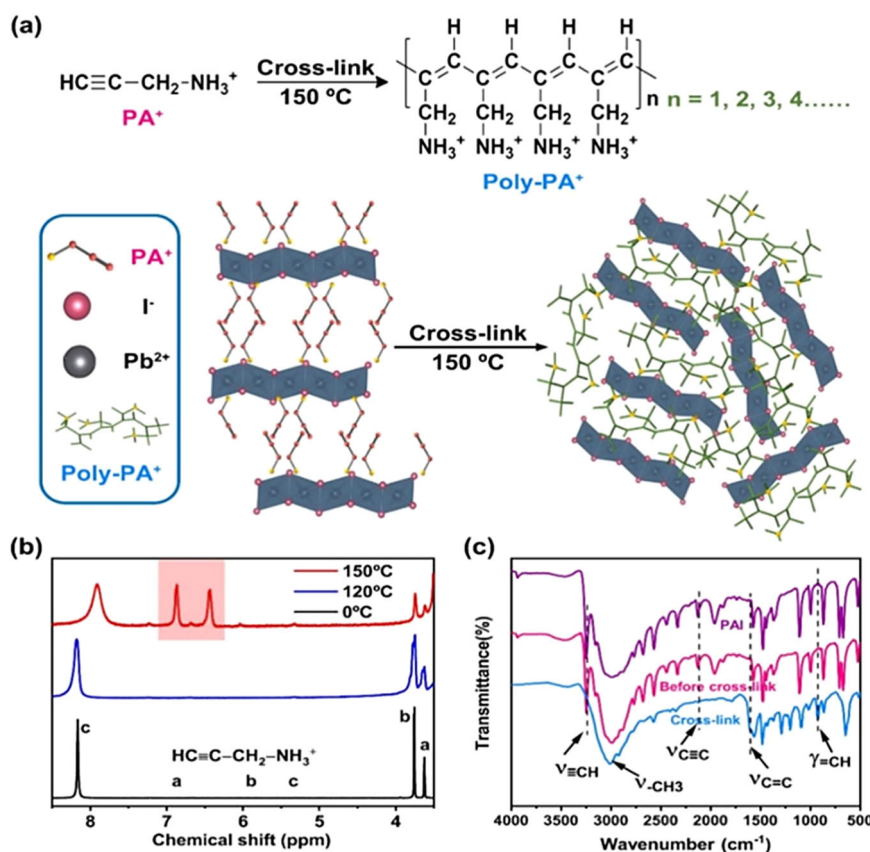 (a)
H H H H
HC≡C–CH₂–NH₃⁺
Cross-link
150 ºC
C C C C C C C C
CH₂ CH₂ CH₂ CH₂
NH₃⁺ NH₃⁺ NH₃⁺ NH₃⁺
n n = 1, 2, 3, 4......
PA⁺
Poly-PA⁺
PA⁺
I⁻
Pb²⁺
Poly-PA⁺
Cross-link
150 ºC
(b)
150ºC
120ºC
0ºC
c
b
a
HC≡C–CH₂–NH₃⁺
a b c
8 7 6 5 4
Chemical shift (ppm)
(c)
Transmittance(%)
PAI
Before cross-link
Cross-link
ν≡CH
ν-CH3
νC≡C
νC=C
γ=CH
4000 3500 3000 2500 2000 1500 1000 500
Wavenumber (cm⁻¹)